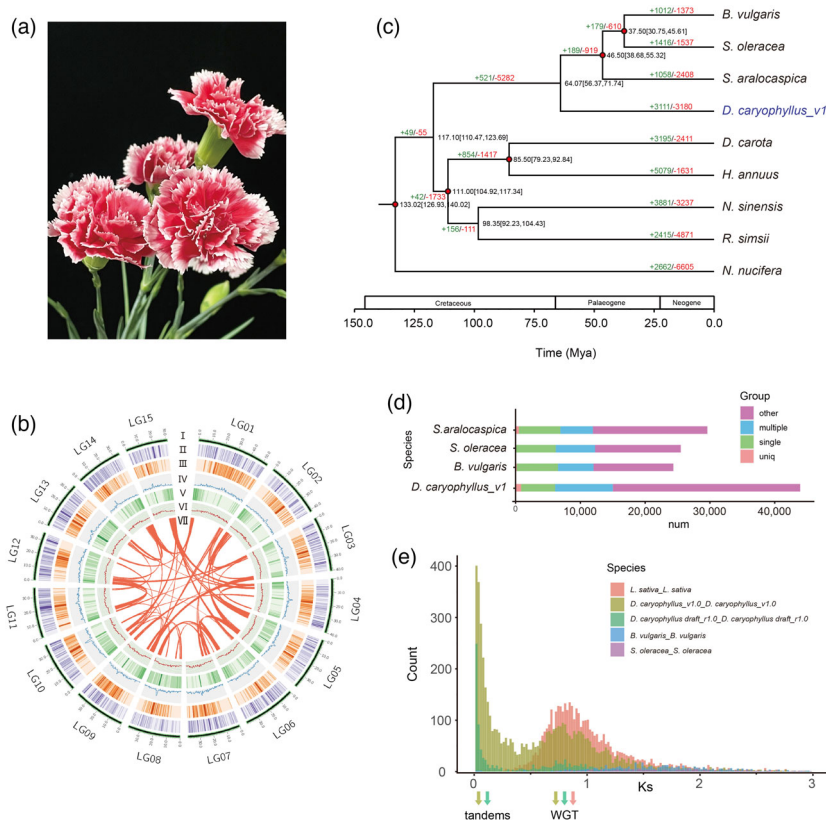 (a)
(c)
+1012/-1373
B. vulgaris
+179/-610
37.50[30.75,45.61]
+1416/-1537
S. oleracea
+189/-919
46.50[38.68,55.32]
+1058/-2408
S. aralocaspica
+521/-5282
64.07[56.37,71.74]
+3111/-3180
D. caryophyllus_v1
+49/-55
117.10[110.47,123.69]
+3195/-2411
D. carota
+854/-1417
85.50[79.23,92.84]
+5079/-1631
H. annuus
+42/-1733
111.00[104.92,117.34]
133.02[126.93,140.02]
+3881/-3237
N. sinensis
+156/-111
98.35[92.23,104.43]
+2415/-4871
R. simsii
+2662/-6605
N. nucifera
Cretaceous Palaeogene Neogene
150.0 125.0 100.0 75.0 50.0 25.0 0.0
Time (Mya)
(b)
LG01
LG02
LG03
LG04
LG05
LG06
LG07
LG08
LG09
LG10
LG11
LG12
LG13
LG14
LG15
I
II
III
IV
V
VI
VII
(d)
Species
S.aralocaspica
S. oleracea
B. vulgaris
D. caryophyllus_v1
0 10,000 20,000 30,000 40,000
num
Group
other
multiple
single
uniq
(e)
Count
400
300
200
100
0
Species
L. sativa_L. sativa
D. caryophyllus_v1.0_D. caryophyllus_v1.0
D. caryophyllus draft_r1.0_D. caryophyllus draft_r1.0
B. vulgaris_B. vulgaris
S. oleracea_S. oleracea
0 1 2 3
Ks
tandems WGT